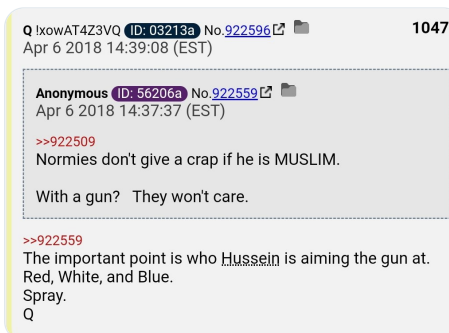 Q !xowAT4Z3VQ ID: 03213a No.922596 1047
Apr 6 2018 14:39:08 (EST)
Anonymous ID: 56206a No.922559
Apr 6 2018 14:37:37 (EST)
>>922509
Normies don't give a crap if he is MUSLIM.
With a gun? They won't care.
>>922559
The important point is who Hussein is aiming the gun at.
Red, White, and Blue.
Spray.
Q